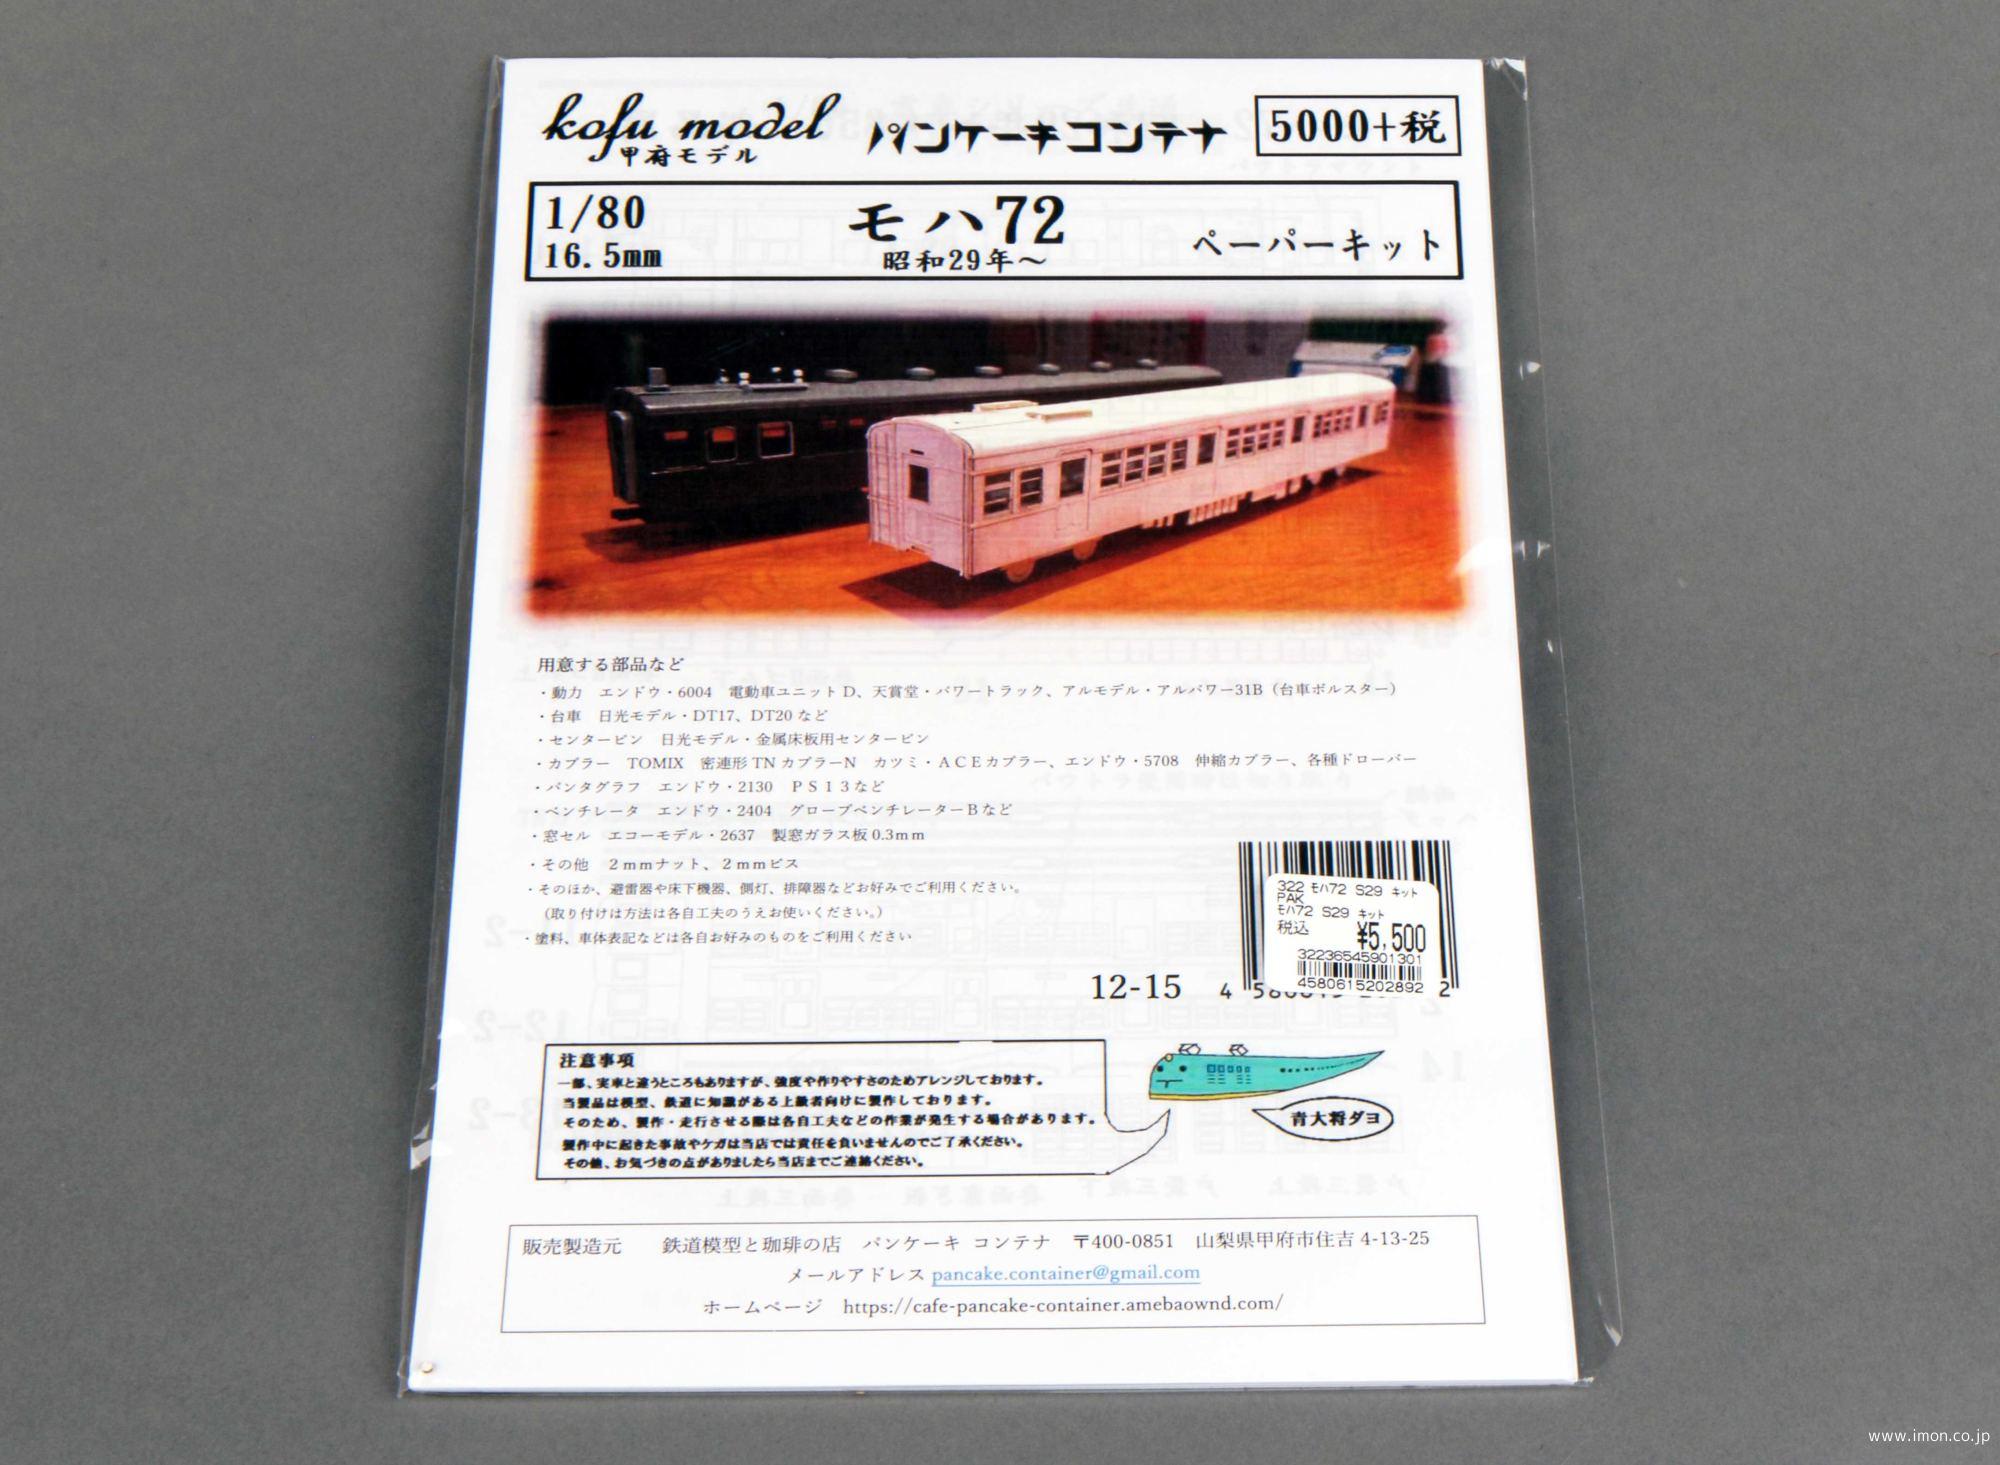 kofu model
甲府モデル
パンケーキコンテナ
5000+税
1/80
16.5mm
モハ72
昭和29年～
ペーパーキット
用意する部品など
・動力　エンドウ・6004　電動車ユニットD、天賞堂・パワートラック、アルモデル・アルパワー31B（台車ボルスター）
・台車　日光モデル・DT17、DT20 など
・センターピン　日光モデル・金属床板用センターピン
・カプラー　TOMIX　密連形 TN カプラーN　カツミ・ＡＣＥカプラー、エンドウ・5708　伸縮カプラー、各種ドローバー
・パンタグラフ　エンドウ・2130　ＰＳ１３など
・ベンチレータ　エンドウ・2404　グローブベンチレーターＢなど
・窓セル　エコーモデル・2637　製窓ガラス板 0.3mm
・その他　２ｍｍナット、２ｍｍビス
・そのほか、避雷器や床下機器、側灯、排障器などお好みでご利用ください。
（取り付けは方法は各自工夫のうえお使いください。）
・塗料、車体表記などは各自お好みのものをご利用ください
322 モハ72 S29 キット
PAK
モハ72 S29 キット
税込 ¥5,500
32236545901301
4580615202892
12-15
注意事項
一部、実車と違うところもありますが、強度や作りやすさのためアレンジしております。
当製品は模型、鉄道に知識がある上級者向けに製作しております。
そのため、製作・走行させる際は各自工夫などの作業が発生する場合があります。
製作中に起きた事故やケガは当店では責任を負いませんのでご了承ください。
その他、お気づきの点がありましたら当店までご連絡ください。
青大将ダヨ
販売製造元　鉄道模型と珈琲の店　パンケーキ コンテナ　〒400-0851　山梨県甲府市住吉 4-13-25
メールアドレス pancake.container@gmail.com
ホームページ　https://cafe-pancake-container.amebaownd.com/
www.imon.co.jp